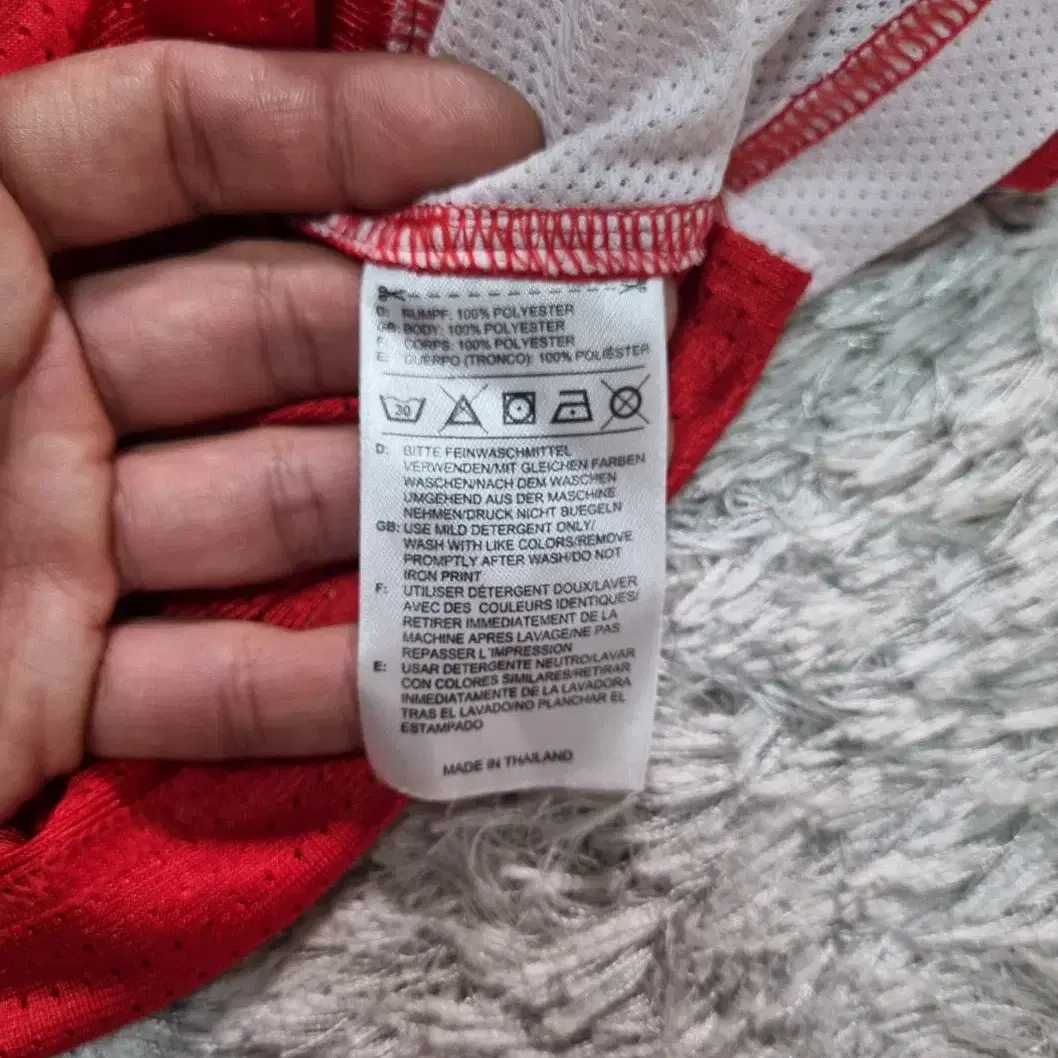 D: RUMPF: 100% POLYESTER
GB: BODY: 100% POLYESTER
F: CORPS: 100% POLYESTER
E: CUERPO (TRONCO): 100% POLIÉSTER
30
D: BITTE FEINWASCHMITTEL
VERWENDEN/MIT GLEICHEN FARBEN
WASCHEN/NACH DEM WASCHEN
UMGEHEND AUS DER MASCHINE
NEHMEN/DRUCK NICHT BUEGELN
GB: USE MILD DETERGENT ONLY/
WASH WITH LIKE COLORS/REMOVE
PROMPTLY AFTER WASH/DO NOT
IRON PRINT
F: UTILISER DÉTERGENT DOUX/LAVER
AVEC DES COULEURS IDENTIQUES/
RETIRER IMMEDIATEMENT DE LA
MACHINE APRES LAVAGE/NE PAS
REPASSER L'IMPRESSION
E: USAR DETERGENTE NEUTRO/LAVAR
CON COLORES SIMILARES/RETIRAR
INMEDIATAMENTE DE LA LAVADORA
TRAS EL LAVADO/NO PLANCHAR EL
ESTAMPADO
MADE IN THAILAND